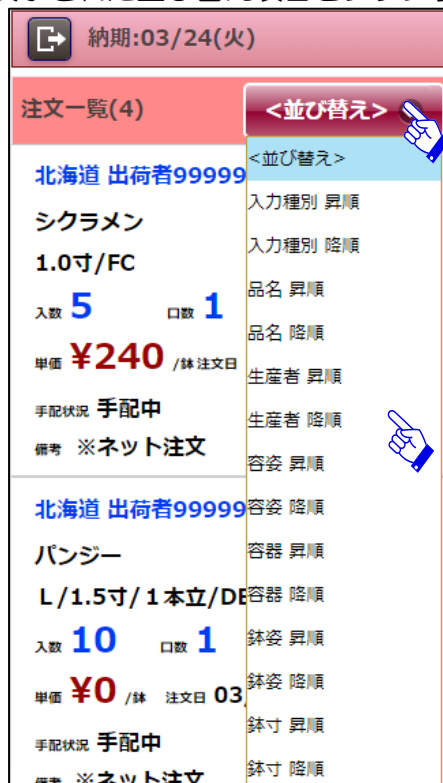 納期:03/24(火)
注文一覧(4)
<並び替え>
北海道 出荷者99999
シクラメン
1.0寸/FC
入数 5 口数 1
単価 ¥240 /鉢 注文日
手配状況 手配中
備考 ※ネット注文
北海道 出荷者99999
パンジー
L/1.5寸/1本立/DE
入数 10 口数 1
単価 ¥0 /鉢 注文日 03
手配状況 手配中
備考 ※ネット注文
<並び替え>
入力種別 昇順
入力種別 降順
品名 昇順
品名 降順
生産者 昇順
生産者 降順
容姿 昇順
容姿 降順
容器 昇順
容器 降順
鉢姿 昇順
鉢姿 降順
鉢寸 昇順
鉢寸 降順